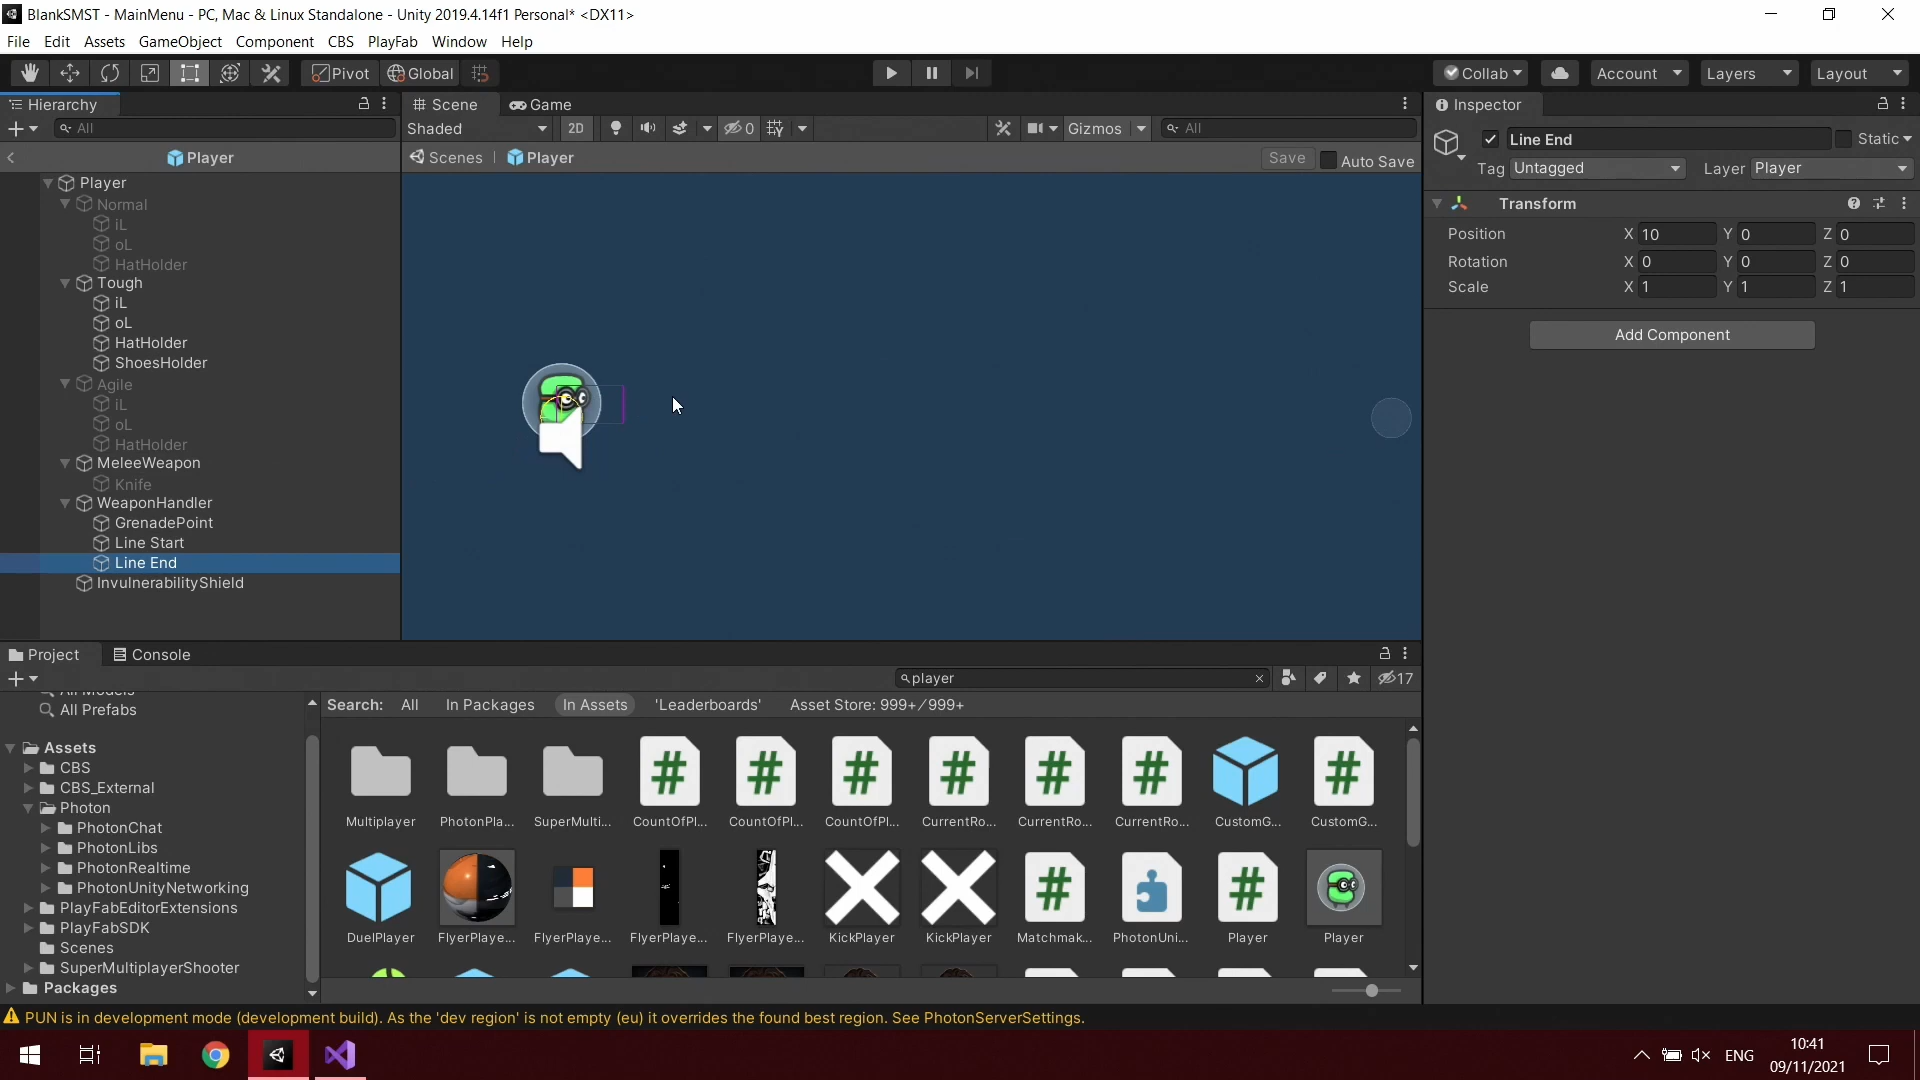 BlankSMST - MainMenu - PC, Mac & Linux Standalone - Unity 2019.4.14f1 Personal* <DX11>
File Edit Assets GameObject Component CBS PlayFab Window Help
Pivot Global Collab Account Layers Layout
Hierarchy Scene Game Inspector
All Shaded 2D 0 Gizmos All
Line End Static
Player Scenes Player Save Auto Save
Tag Untagged Layer Player
Player
Normal
iL
oL
HatHolder
Tough
iL
oL
HatHolder
ShoesHolder
Agile
iL
oL
HatHolder
MeleeWeapon
Knife
WeaponHandler
GrenadePoint
Line Start
Line End
InvulnerabilityShield
Transform
Position X 10 Y 0 Z 0
Rotation X 0 Y 0 Z 0
Scale X 1 Y 1 Z 1
Add Component
Project Console
player 17
Search: All In Packages In Assets 'Leaderboards' Asset Store: 999+/999+
All Models
All Prefabs
Assets
CBS
CBS_External
Photon
PhotonChat
PhotonLibs
PhotonRealtime
PhotonUnityNetworking
PlayFabEditorExtensions
PlayFabSDK
Scenes
SuperMultiplayerShooter
Packages
Multiplayer PhotonPla... SuperMulti... CountOfPl... CountOfPl... CountOfPl... CurrentRo... CurrentRo... CurrentRo... CustomG... CustomG...
DuelPlayer FlyerPlaye... FlyerPlaye... FlyerPlaye... FlyerPlaye... KickPlayer KickPlayer Matchmak... PhotonUni... Player Player
PUN is in development mode (development build). As the 'dev region' is not empty (eu) it overrides the found best region. See PhotonServerSettings.
ENG
10:41
09/11/2021